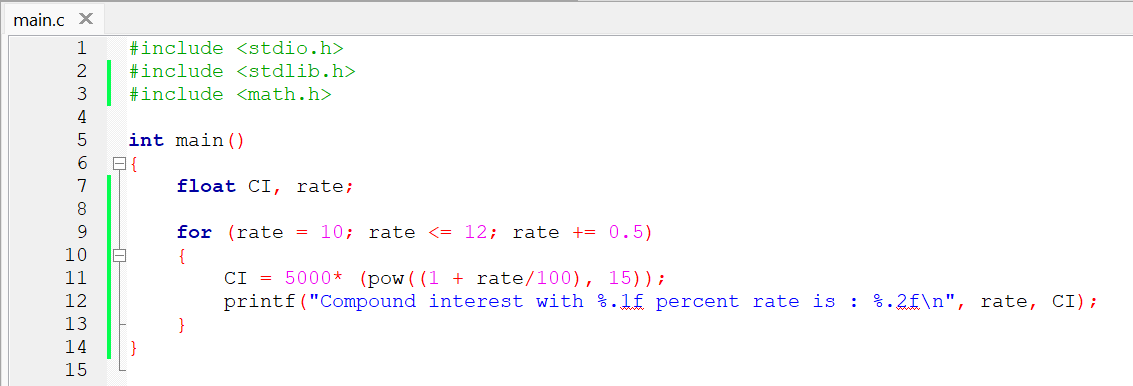 main.c ×
1 #include <stdio.h>
2 #include <stdlib.h>
3 #include <math.h>
4
5 int main()
6 {
7     float CI, rate;
8
9     for (rate = 10; rate <= 12; rate += 0.5)
10     {
11         CI = 5000* (pow((1 + rate/100), 15));
12         printf("Compound interest with %.1f percent rate is : %.2f\n", rate, CI);
13     }
14 }
15